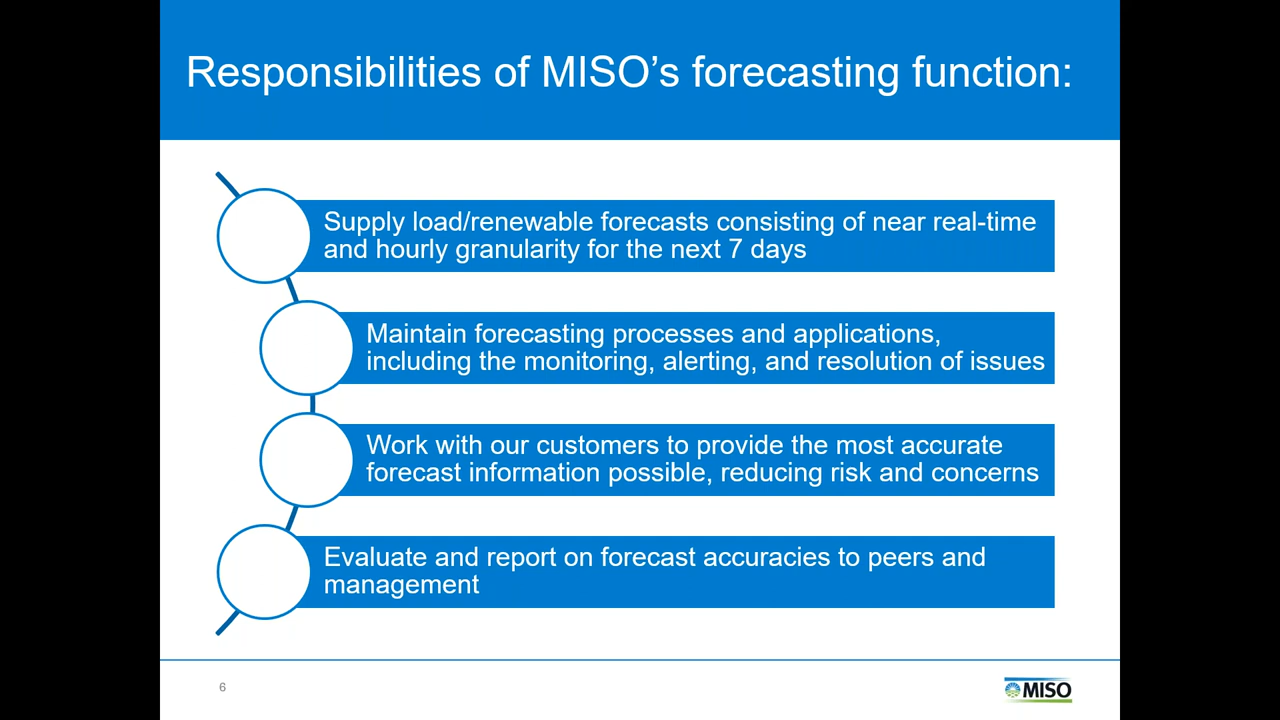 Responsibilities of MISO’s forecasting function:
Supply load/renewable forecasts consisting of near real-time
and hourly granularity for the next 7 days
Maintain forecasting processes and applications,
including the monitoring, alerting, and resolution of issues
Work with our customers to provide the most accurate
forecast information possible, reducing risk and concerns
Evaluate and report on forecast accuracies to peers and
management
6
MISO